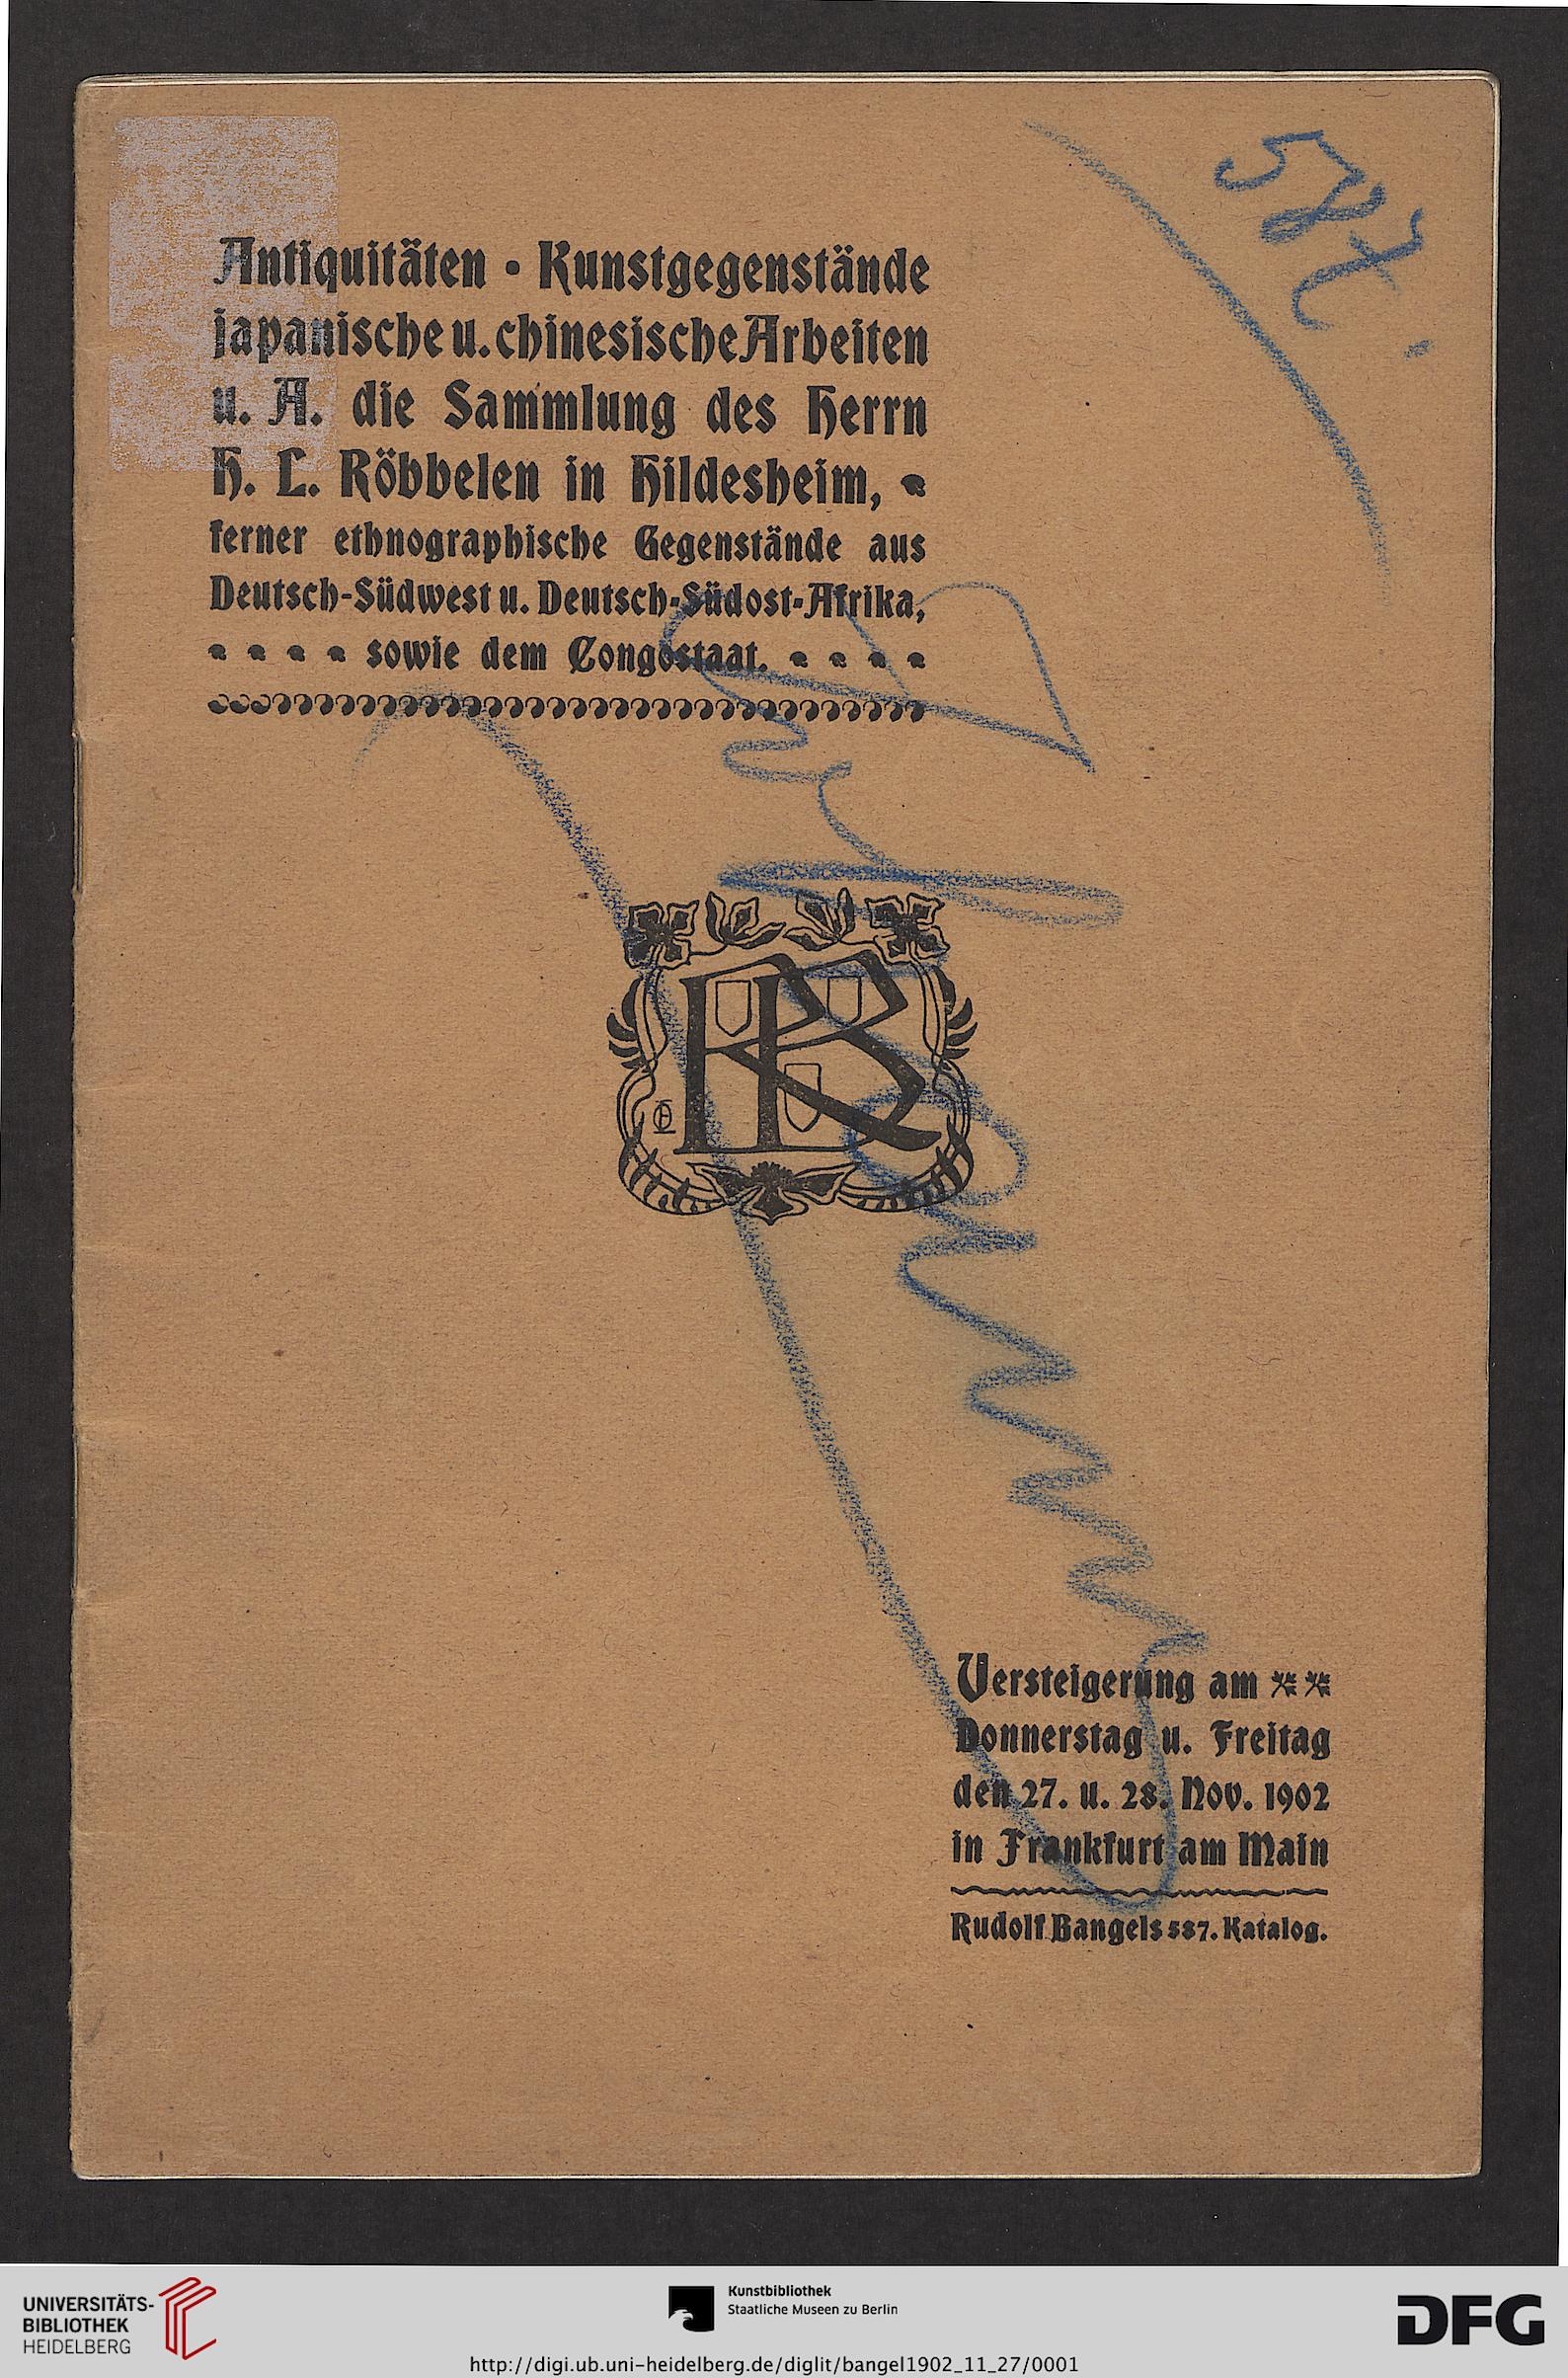 Antiquitäten · Kunstgegenstände
japanische u. chinesische Arbeiten
u. A. die Sammlung des Herrn
H. L. Röbbelen in Hildesheim,
ferner ethnographische Gegenstände aus
Deutsch-Südwest u. Deutsch-Südost-Afrika,
sowie dem Congostaat.
587.
RB
Versteigerung am
Donnerstag u. Freitag
den 27. u. 28. Nov. 1902
in Frankfurt am Main
Rudolf Bangels 587. Katalog.
UNIVERSITÄTS-
BIBLIOTHEK
HEIDELBERG
Kunstbibliothek
Staatliche Museen zu Berlin
DFG
http://digi.ub.uni-heidelberg.de/diglit/bangel1902_11_27/0001